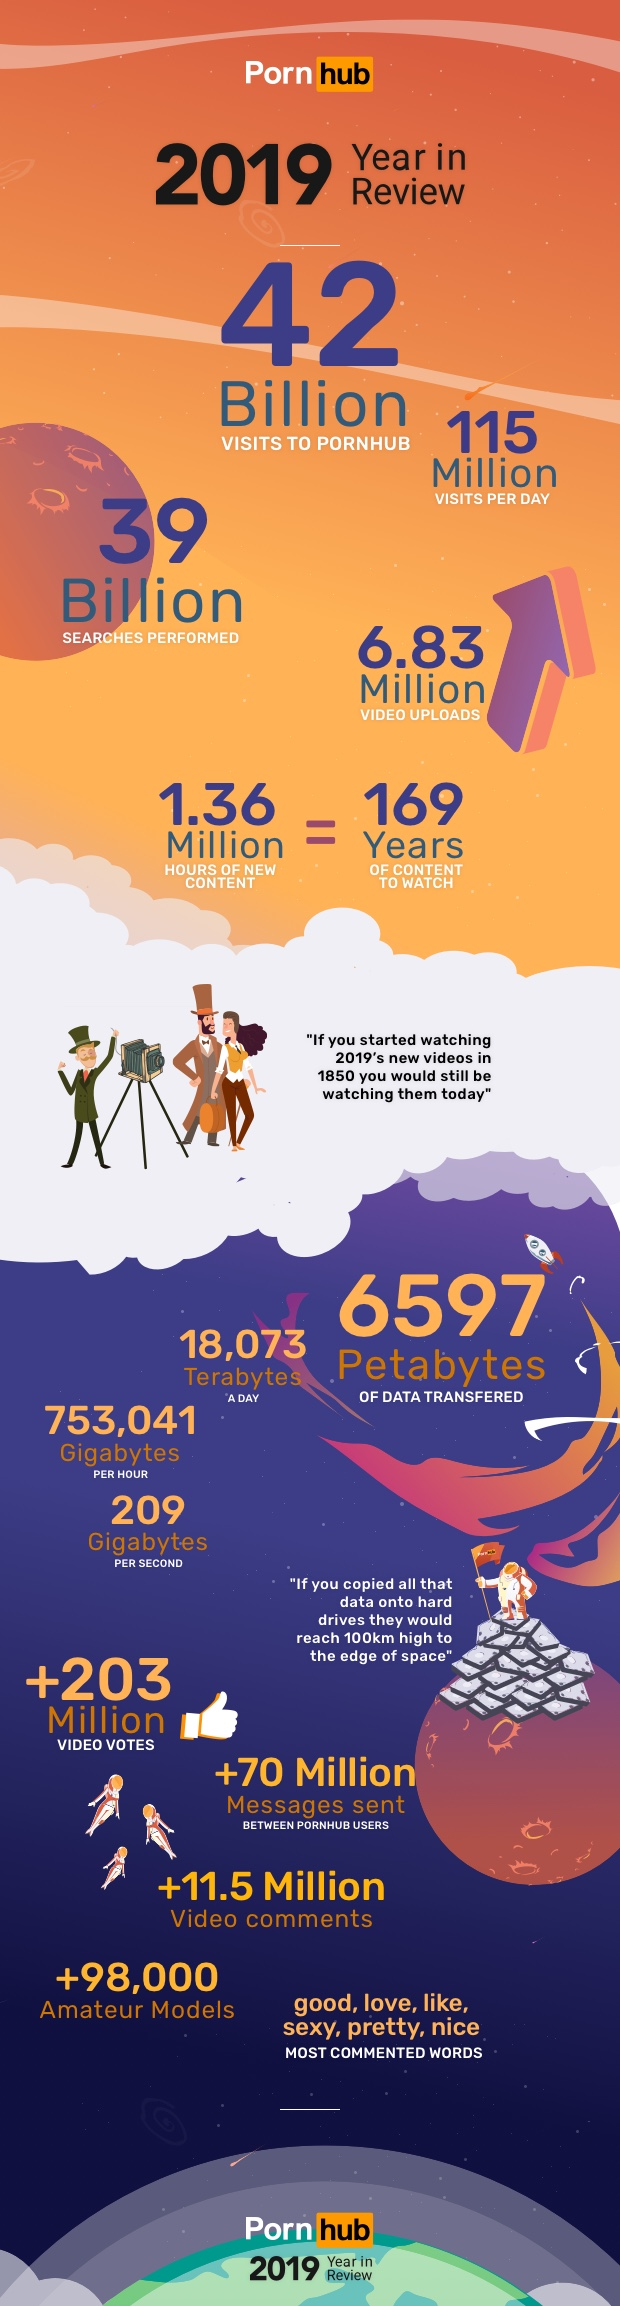 Pornhub
2019 Year in
Review
42
Billion
VISITS TO PORNHUB
115
Million
VISITS PER DAY
39
Billion
SEARCHES PERFORMED
6.83
Million
VIDEO UPLOADS
1.36
Million
HOURS OF NEW
CONTENT
=
169
Years
OF CONTENT
TO WATCH
"If you started watching
2019's new videos in
1850 you would still be
watching them today"
6597
Petabytes
OF DATA TRANSFERED
18,073
Terabytes
A DAY
753,041
Gigabytes
PER HOUR
209
Gigabytes
PER SECOND
"If you copied all that
data onto hard
drives they would
reach 100km high to
the edge of space"
+203
Million
VIDEO VOTES
+70 Million
Messages sent
BETWEEN PORNHUB USERS
+11.5 Million
Video comments
+98,000
Amateur Models
good, love, like,
sexy, pretty, nice
MOST COMMENTED WORDS
Pornhub
2019 Year in
Review